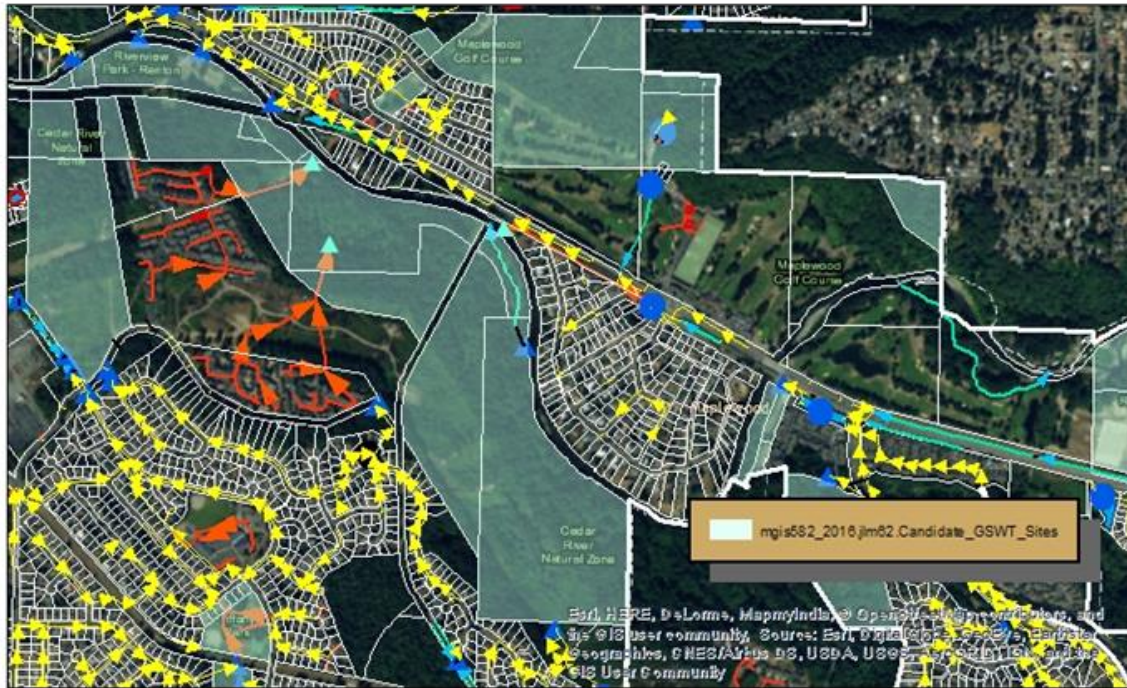 Maplewood
Golf Course
Riverview
Park - Renton
Cedar River
Natural
Zone
Maplewood
Golf Course
mgis582_2016.jlm62.Candidate_GSWT_Sites
Cedar
River
Natural Zone
Esri, HERE, DeLorme, MapmyIndia, © OpenStreetMap contributors, and
the GIS user community, Source: Esri, DigitalGlobe, GeoEye, Earthstar
Geographics, CNES/Airbus DS, USDA, USGS, and the
GIS User Community